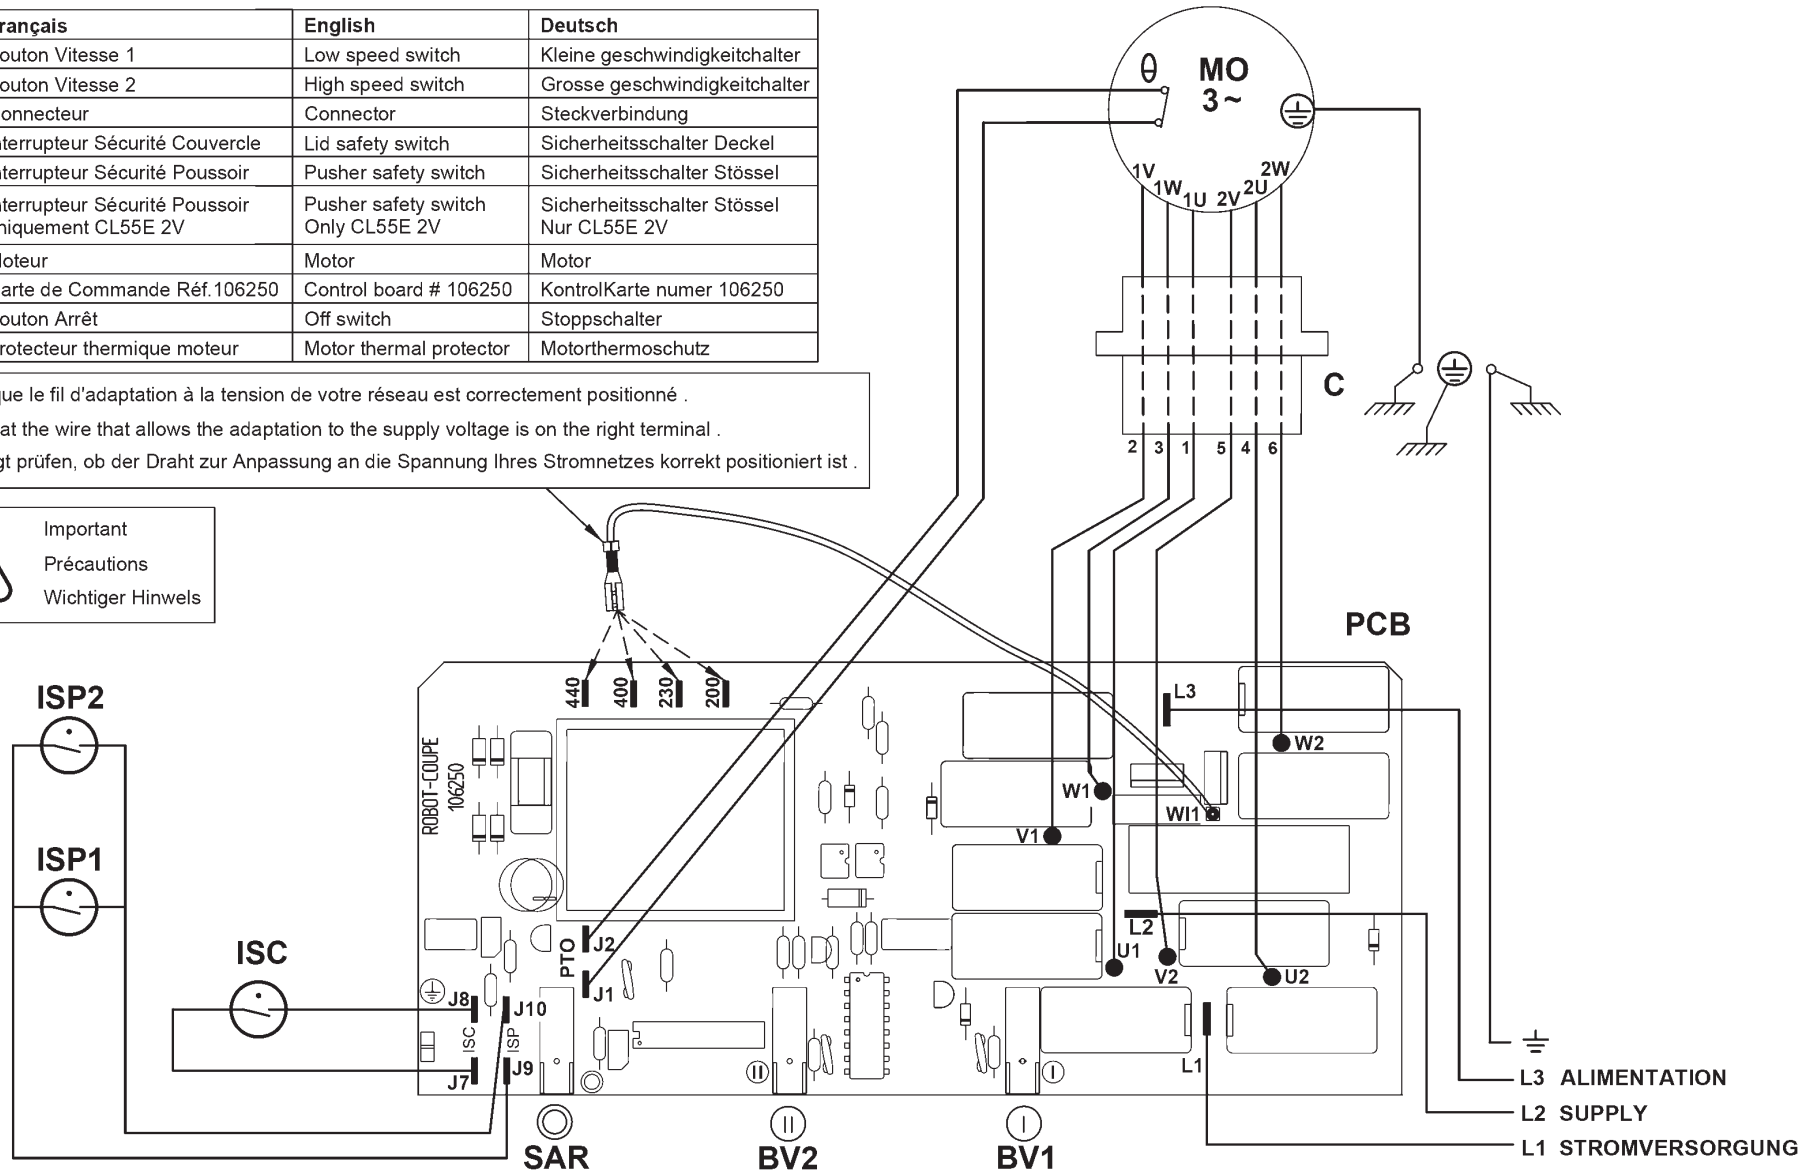 rançais English Deutsch
outon Vitesse 1 Low speed switch Kleine geschwindigkeitchalter
outon Vitesse 2 High speed switch Grosse geschwindigkeitchalter
onnecteur Connector Steckverbindung
terrupteur Sécurité Couvercle Lid safety switch Sicherheitsschalter Deckel
terrupteur Sécurité Poussoir Pusher safety switch Sicherheitsschalter Stössel
terrupteur Sécurité Poussoir Pusher safety switch Sicherheitsschalter Stössel
niquement CL55E 2V Only CL55E 2V Nur CL55E 2V
oteur Motor Motor
arte de Commande Réf.106250 Control board # 106250 KontrolKarte numer 106250
outon Arrêt Off switch Stoppschalter
rotecteur thermique moteur Motor thermal protector Motorthermoschutz
que le fil d'adaptation à la tension de votre réseau est correctement positionné .
at the wire that allows the adaptation to the supply voltage is on the right terminal .
gt prüfen, ob der Draht zur Anpassung an die Spannung Ihres Stromnetzes korrekt positioniert ist .
Important
Précautions
Wichtiger Hinwels
θ MO
3~
1V 1W 1U 2V 2U 2W
C
2 3 1 5 4 6
PCB
440 400 230 200
ROBOT-COUPE
106250
ISP2
ISP1
ISC
L3
W2
W1
WI1
V1
L2
U1
V2
U2
PTO
J2
J1
J8
J10
ISC
ISP
J7
J9
II
I
L1
SAR
II
BV2
I
BV1
L3 ALIMENTATION
L2 SUPPLY
L1 STROMVERSORGUNG